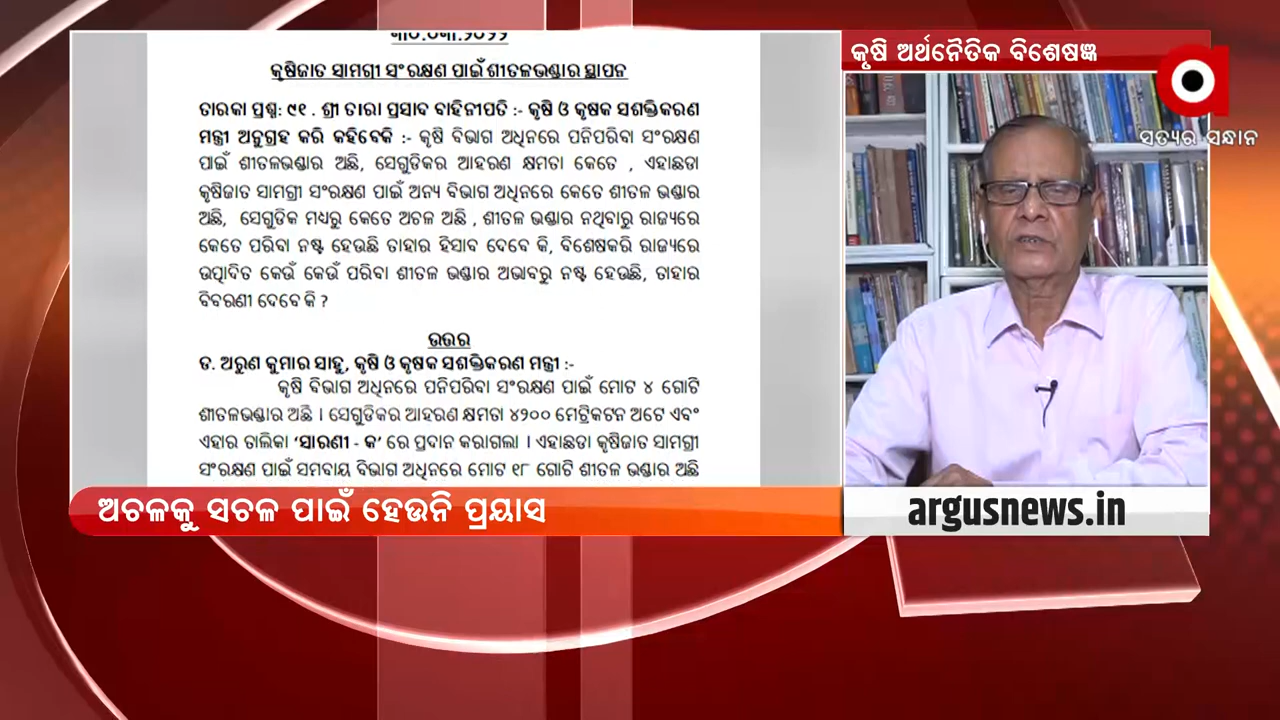 କୃଷିଜାତ ସାମଗ୍ରୀ ସଂରକ୍ଷଣ ପାଇଁ ଶୀତଳଭଣ୍ଡାର ସ୍ଥାପନ
ତାରକା ପ୍ରଶ୍ନ: ୯୧ . ଶ୍ରୀ ତାରା ପ୍ରସାଦ ବାହିନୀପତି :- କୃଷି ଓ କୃଷକ ସଶକ୍ତିକରଣ
ମନ୍ତ୍ରୀ ଅନୁଗ୍ରହ କରି କହିବେକି :- କୃଷି ବିଭାଗ ଅଧିନରେ ପନିପରିବା ସଂରକ୍ଷଣ
ପାଇଁ ଶୀତଳଭଣ୍ଡାର ଅଛି, ସେଗୁଡିକର ଆହରଣ କ୍ଷମତା କେତେ , ଏହାଛଡା
କୃଷିଜାତ ସାମଗ୍ରୀ ସଂରକ୍ଷଣ ପାଇଁ ଅନ୍ୟ ବିଭାଗ ଅଧିନରେ କେତେ ଶୀତଳ ଭଣ୍ଡାର
ଅଛି, ସେଗୁଡିକ ମଧ୍ୟରୁ କେତେ ଅଚଳ ଅଛି , ଶୀତଳ ଭଣ୍ଡାର ନଥିବାରୁ ରାଜ୍ୟରେ
କେତେ ପରିବା ନଷ୍ଟ ହେଉଛି ତାହାର ହିସାବ ଦେବେ କି, ବିଶେଷକରି ରାଜ୍ୟରେ
ଉତ୍ପାଦିତ କେଉଁ କେଉଁ ପରିବା ଶୀତଳ ଭଣ୍ଡାର ଅଭାବରୁ ନଷ୍ଟ ହେଉଛି, ତାହାର
ବିବରଣୀ ଦେବେ କି ?
ଉତ୍ତର
ଡ. ଅରୁଣ କୁମାର ସାହୁ, କୃଷି ଓ କୃଷକ ସଶକ୍ତିକରଣ ମନ୍ତ୍ରୀ :-
କୃଷି ବିଭାଗ ଅଧିନରେ ପନିପରିବା ସଂରକ୍ଷଣ ପାଇଁ ମୋଟ ୪ ଗୋଟି
ଶୀତଳଭଣ୍ଡାର ଅଛି । ସେଗୁଡିକର ଆହରଣ କ୍ଷମତା ୪୨୦୦ ମେଟ୍ରିକଟନ ଅଟେ ଏବଂ
ଏହାର ତାଲିକା 'ସାରଣୀ - କ' ରେ ପ୍ରଦାନ କରାଗଲା । ଏହାଛଡା କୃଷିଜାତ ସାମଗ୍ରୀ
ସଂରକ୍ଷଣ ପାଇଁ ସମବାୟ ବିଭାଗ ଅଧିନରେ ମୋଟ ୧୮ ଗୋଟି ଶୀତଳ ଭଣ୍ଡାର ଅଛି
ଅଚଳକୁ ସଚଳ ପାଇଁ ହେଉନି ପ୍ରୟାସ
କୃଷି ଅର୍ଥନୈତିକ ବିଶେଷଜ୍ଞ
ସତ୍ୟର ସନ୍ଧାନ
argusnews.in